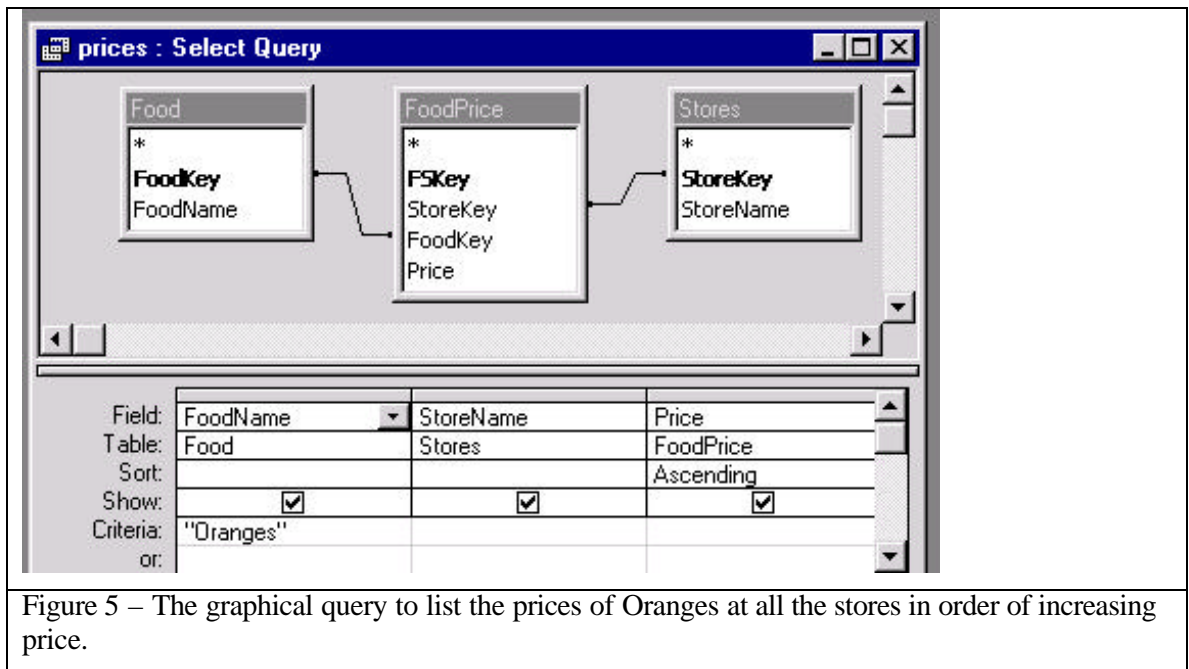 prices : Select Query
Food FoodPrice Stores
* * *
FoodKey FSKey StoreKey
FoodName StoreKey StoreName
FoodKey
Price
Field: FoodName StoreName Price
Table: Food Stores FoodPrice
Sort: Ascending
Show:
Criteria: "Oranges"
or:
Figure 5 – The graphical query to list the prices of Oranges at all the stores in order of increasing
price.